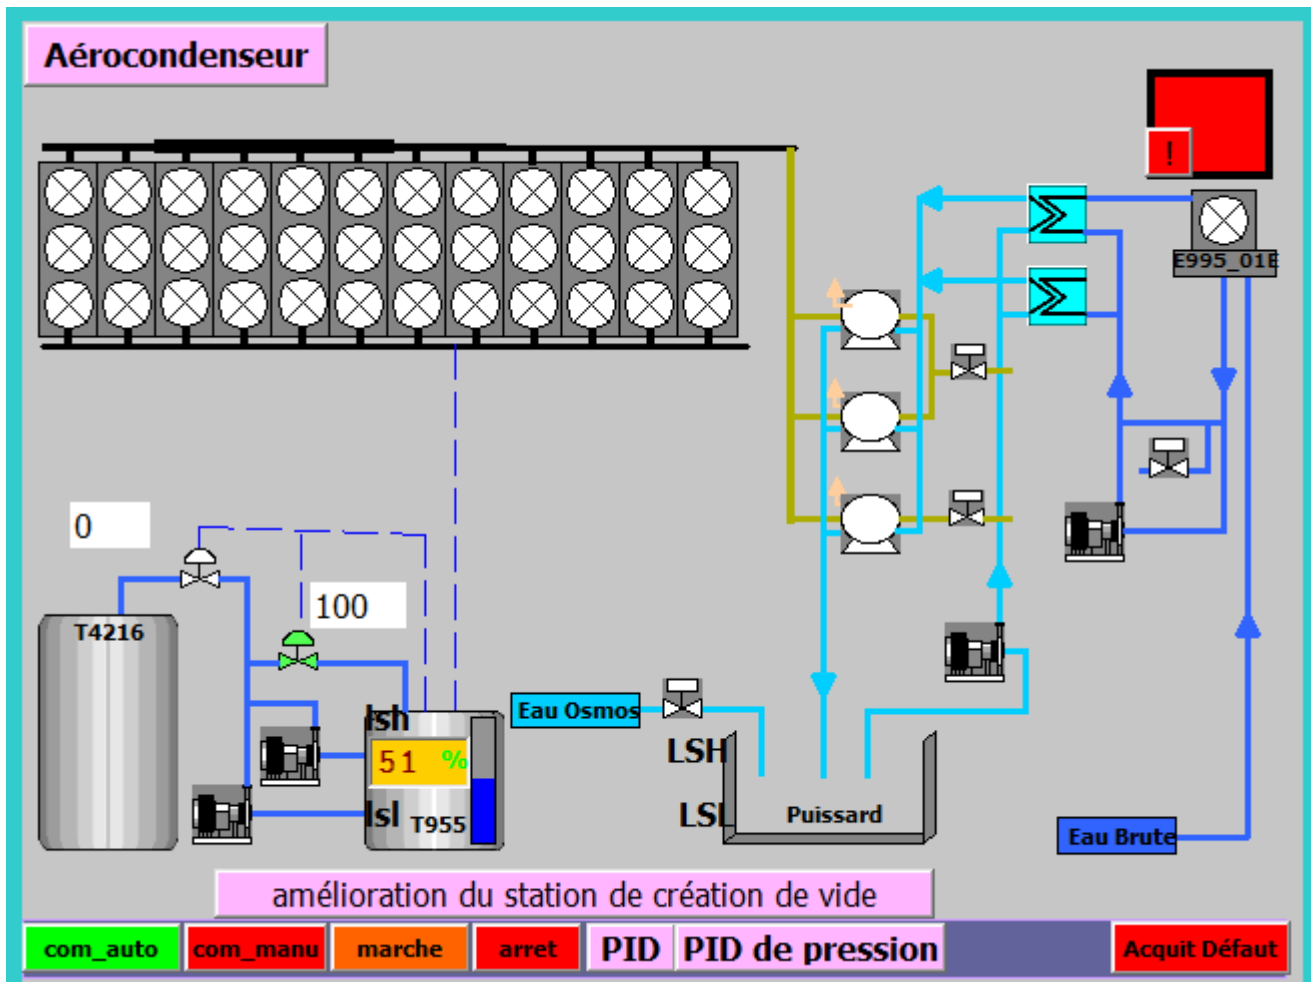 Aérocondenseur
!
E995_01E
0
100
T4216
lsh
51 %
lsl
T955
Eau Osmos
LSH
LSL
Puissard
Eau Brute
amélioration du station de création de vide
com_auto
com_manu
marche
arret
PID
PID de pression
Acquit Défaut